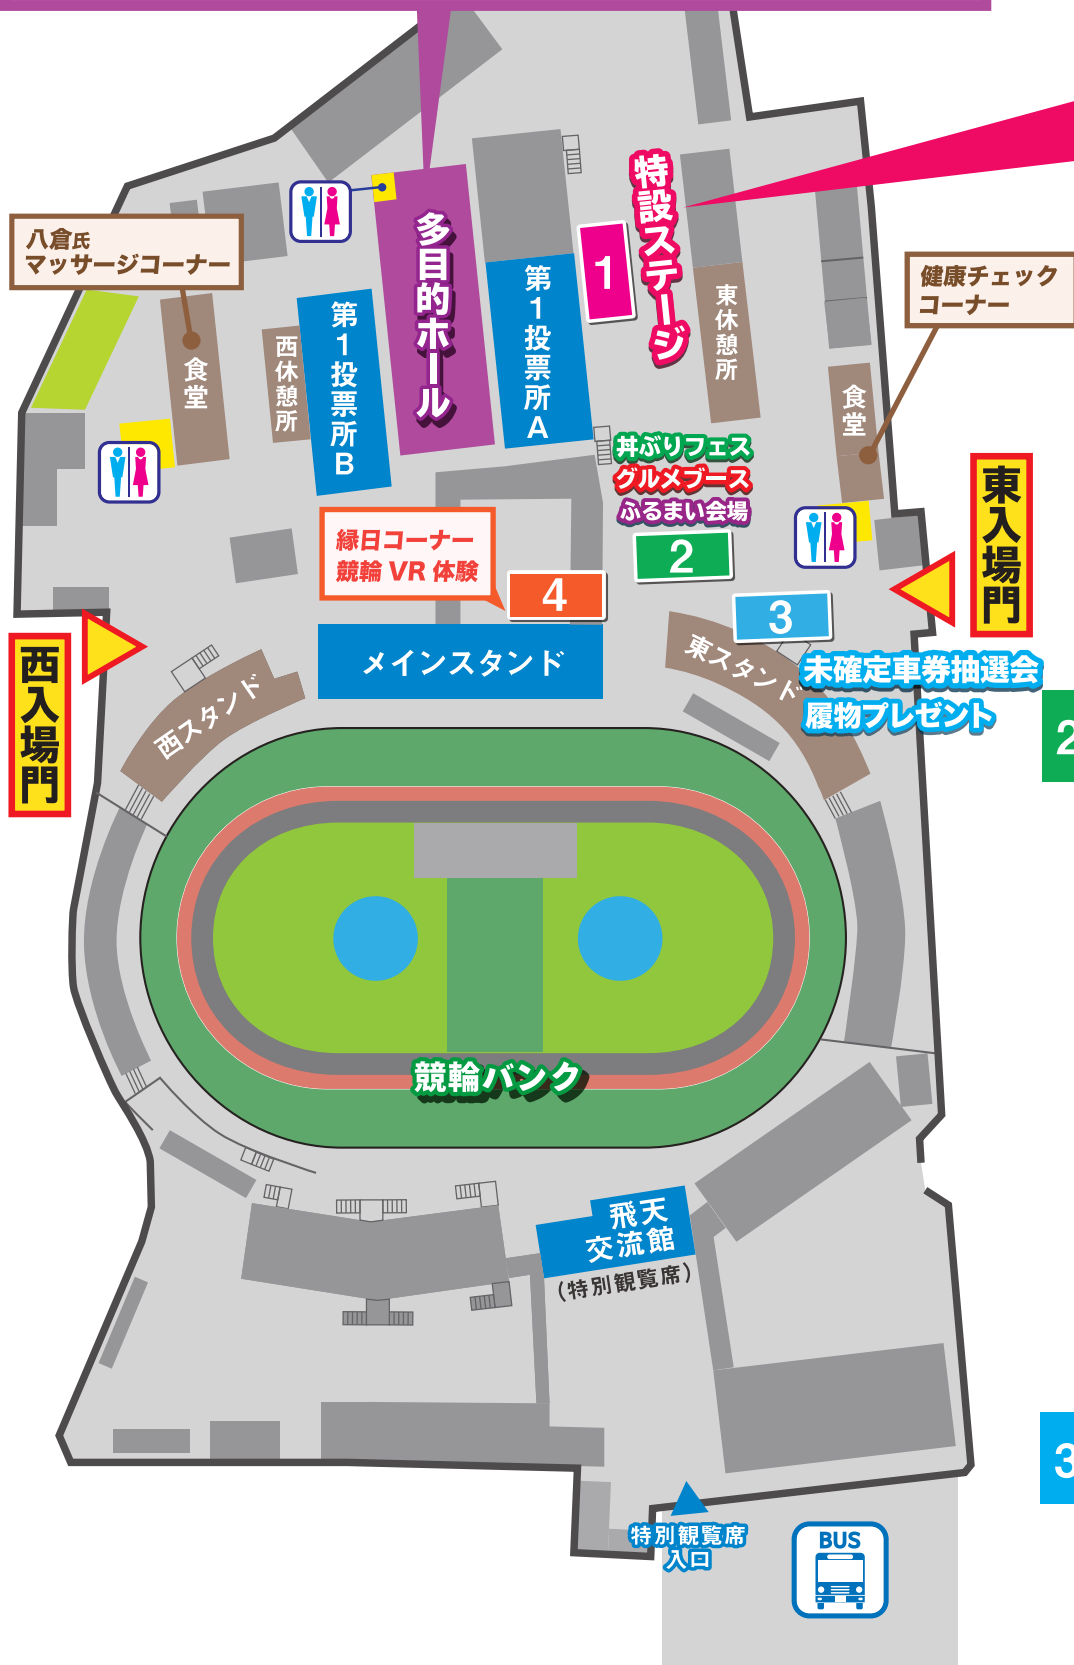 八倉氏
マッサージコーナー
食堂
西休憩所
第1投票所B
多目的ホール
第1投票所A
1
特設ステージ
東休憩所
健康チェック
コーナー
食堂
丼ぶりフェス
グルメブース
ふるまい会場
2
東入場門
縁日コーナー
競輪VR体験
4
3
メインスタンド
東スタンド
未確定車券抽選会
履物プレゼント
西入場門
西スタンド
2
競輪バンク
飛天
交流館
(特別観覧席)
3
特別観覧席
入口
BUS